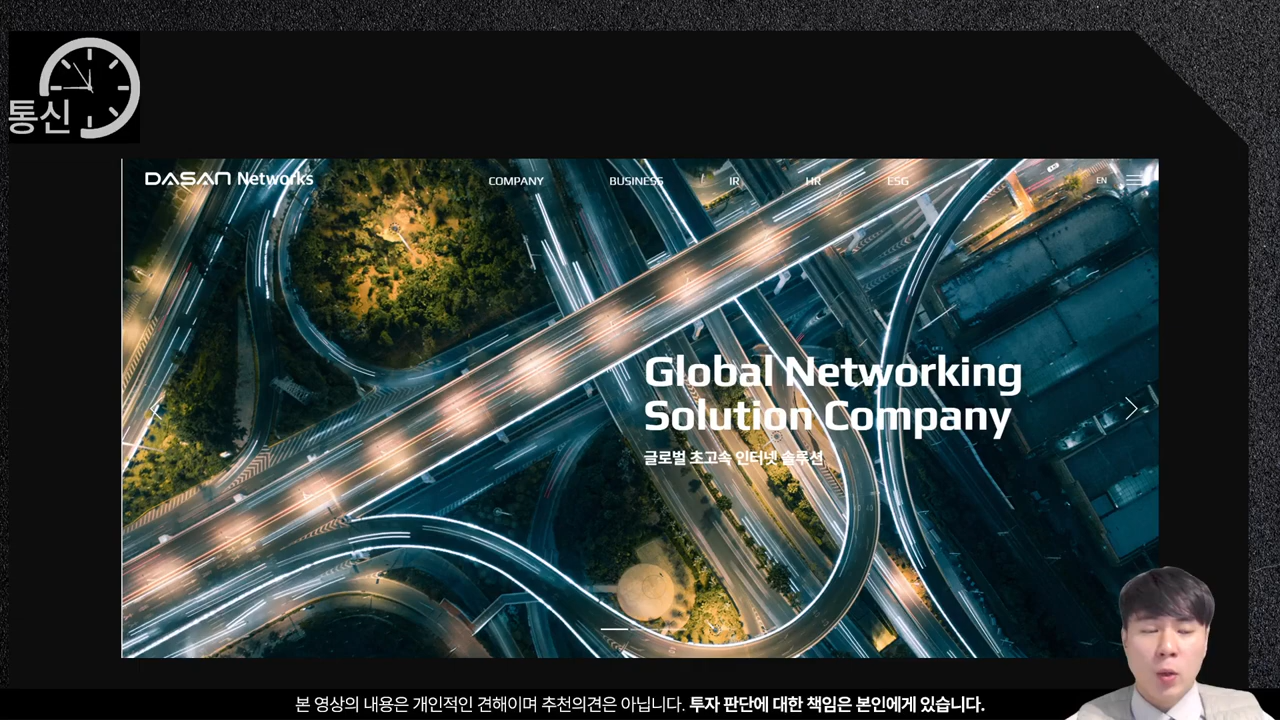 통신
DASAN Networks
COMPANY
BUSINESS
IR
HR
ESG
EN
Global Networking
Solution Company
글로벌 초고속 인터넷 솔루션
본 영상의 내용은 개인적인 견해이며 추천의견은 아닙니다. 투자 판단에 대한 책임은 본인에게 있습니다.